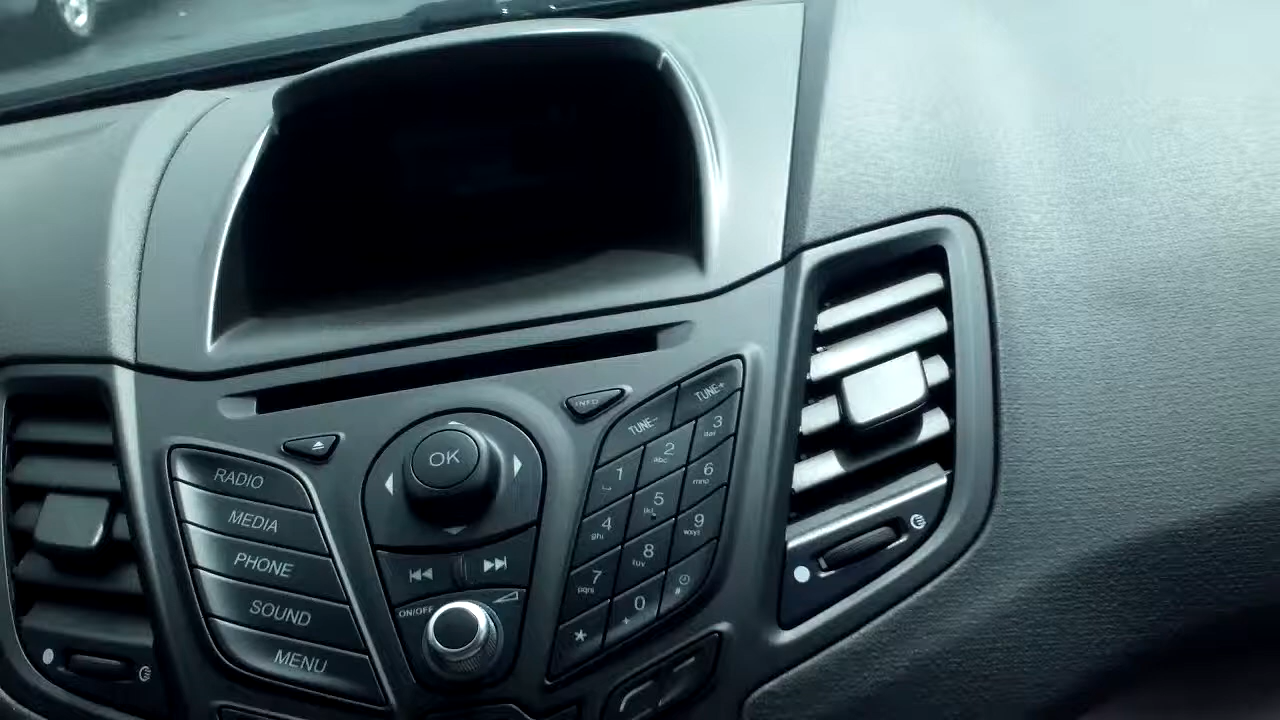 INFO
TUNE-
TUNE+
OK
RADIO
MEDIA
PHONE
SOUND
MENU
ON/OFF
1
2
abc
3
4
ghi
5
jkl
6
mno
7
pqrs
8
tuv
9
wxyz
*
0
+
#